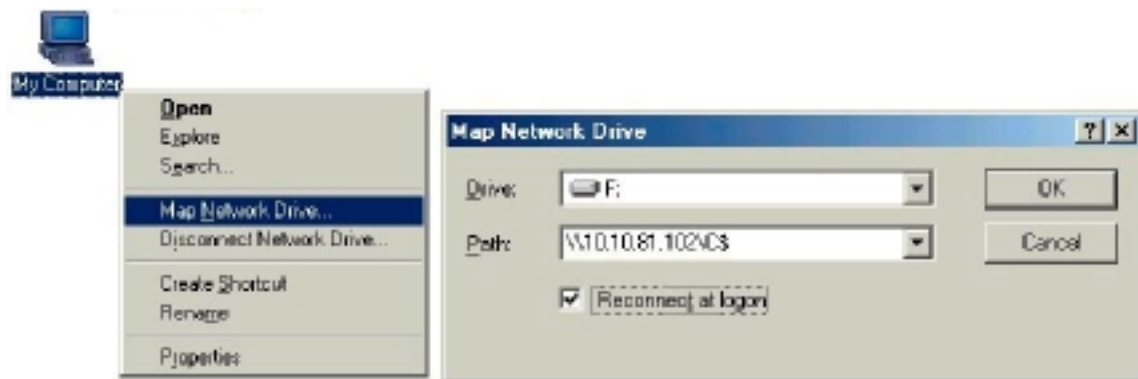 My Computer
Open
Explore
Search...
Map Network Drive...
Disconnect Network Drive...
Create Shortcut
Rename
Properties
Map Network Drive
? ×
Drive: F:
OK
Path: \\10.10.81.102\C$
Cancel
Reconnect at logon